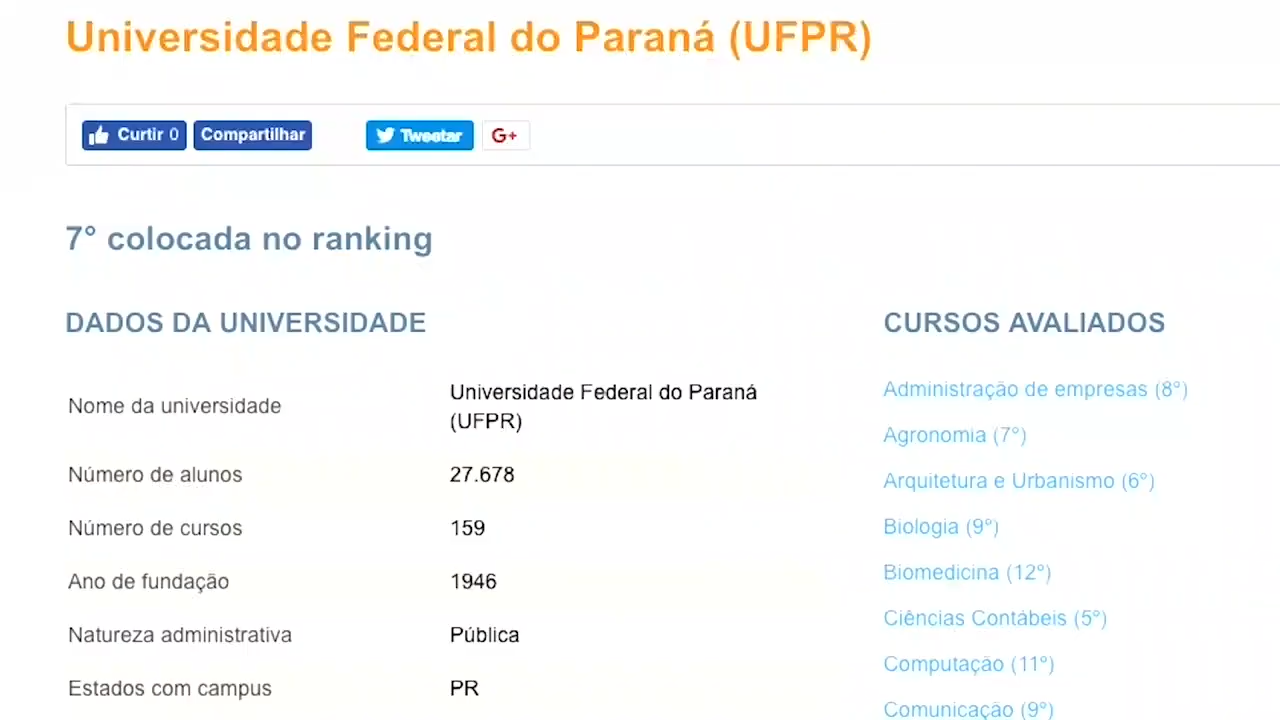 Universidade Federal do Paraná (UFPR)
Curtir 0 Compartilhar Tweetar G+
7° colocada no ranking
DADOS DA UNIVERSIDADE
Nome da universidade Universidade Federal do Paraná
(UFPR)
Número de alunos 27.678
Número de cursos 159
Ano de fundação 1946
Natureza administrativa Pública
Estados com campus PR
CURSOS AVALIADOS
Administração de empresas (8°)
Agronomia (7°)
Arquitetura e Urbanismo (6°)
Biologia (9°)
Biomedicina (12°)
Ciências Contábeis (5°)
Computação (11°)
Comunicação (9°)